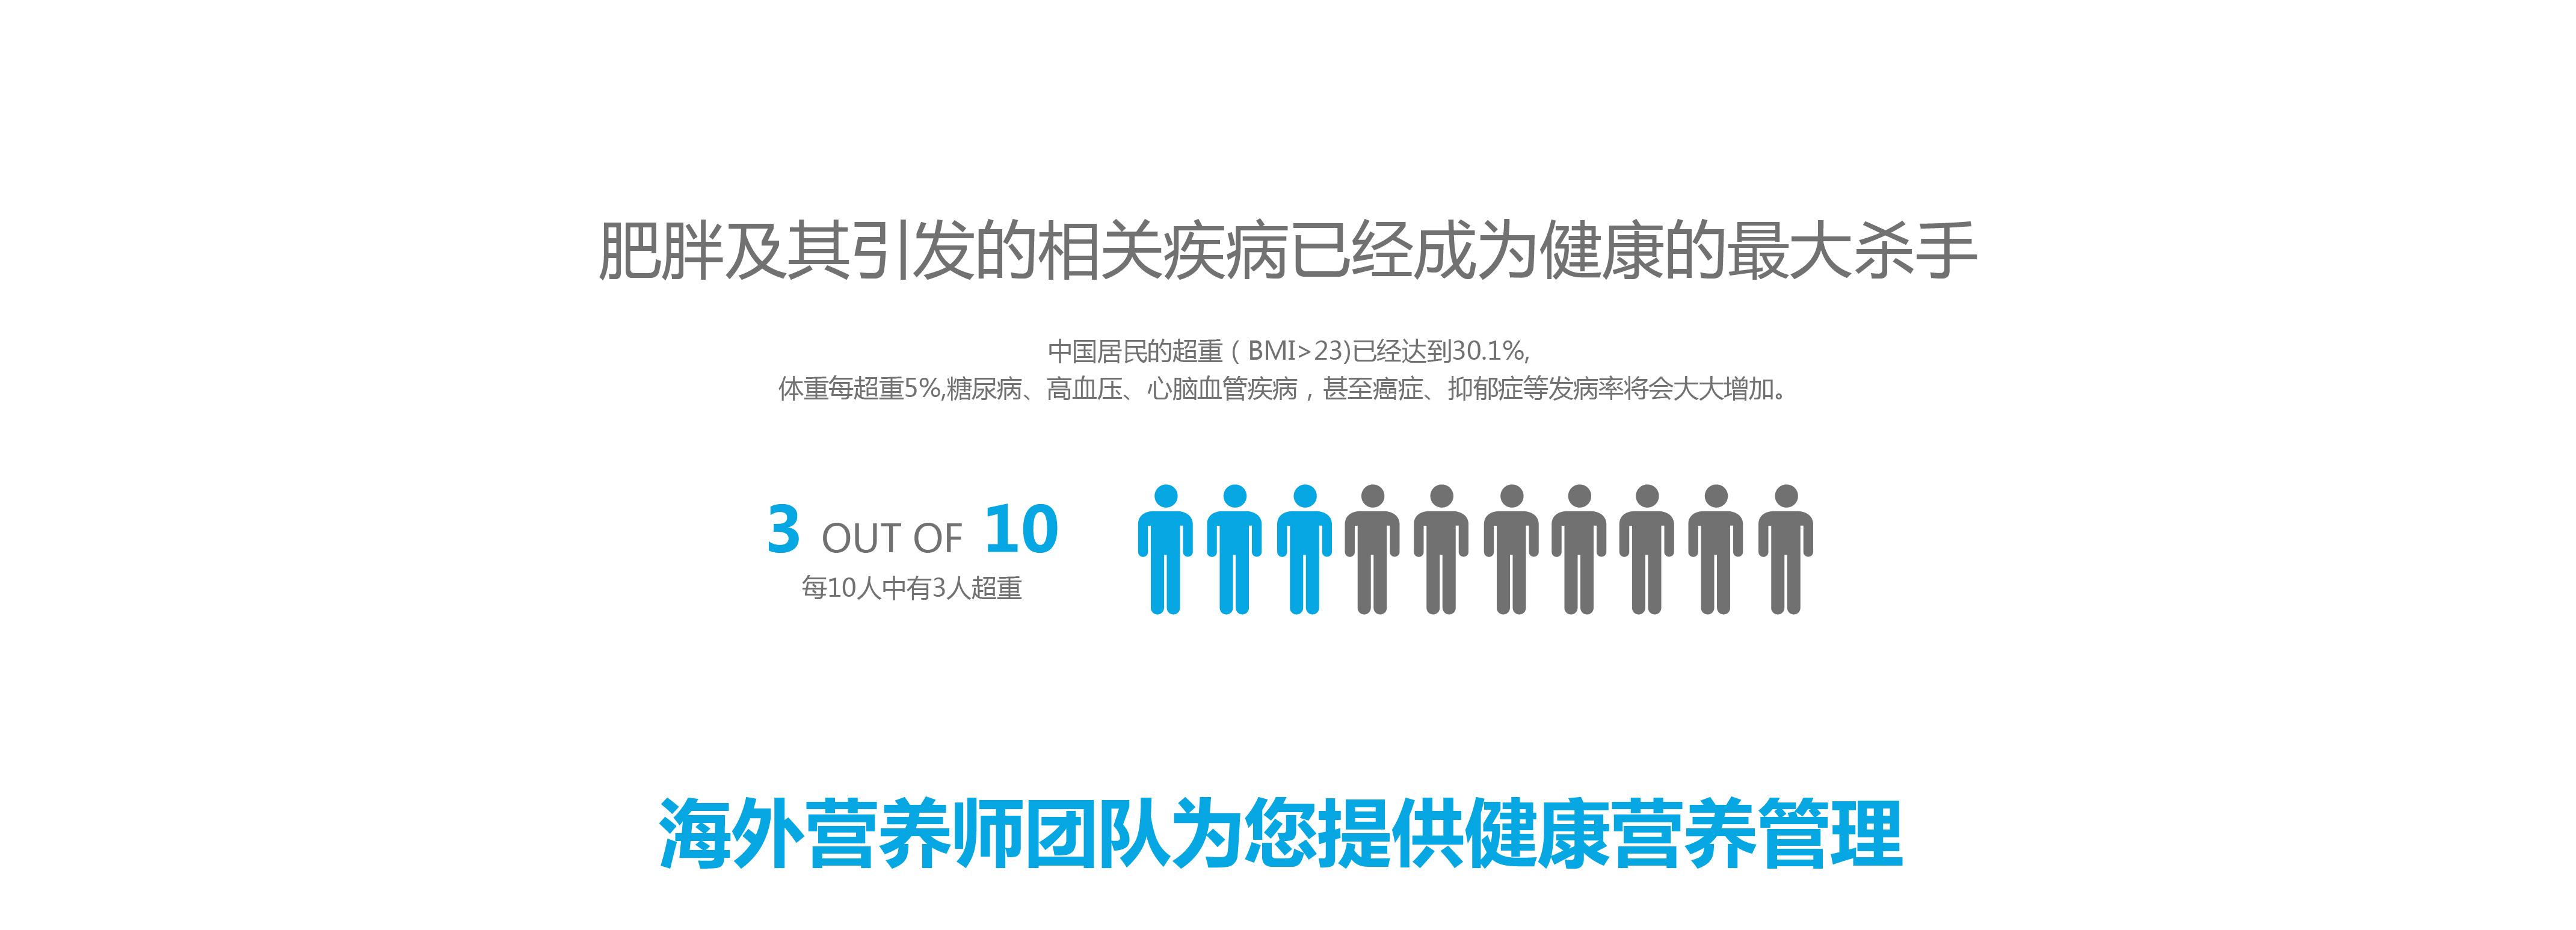 肥胖及其引发的相关疾病已经成为健康的最大杀手
中国居民的超重（BMI>23)已经达到30.1%,
体重每超重5%,糖尿病、高血压、心脑血管疾病，甚至癌症、抑郁症等发病率将会大大增加。
3 OUT OF 10
每10人中有3人超重
海外营养师团队为您提供健康营养管理